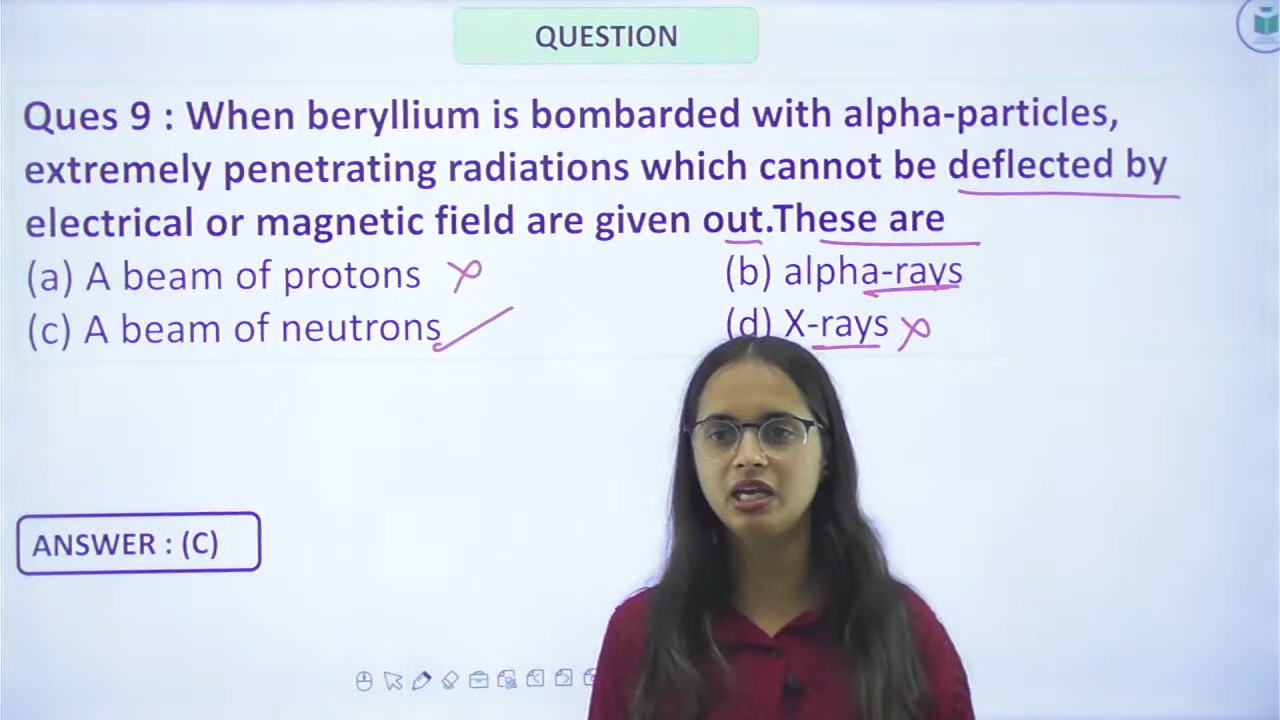 QUESTION
Ques 9 : When beryllium is bombarded with alpha-particles,
extremely penetrating radiations which cannot be deflected by
electrical or magnetic field are given out.These are
(a) A beam of protons (b) alpha-rays
(c) A beam of neutrons (d) X-rays
ANSWER : (C)